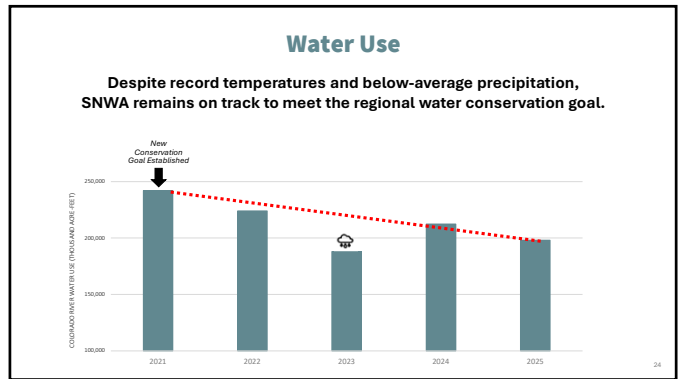 Water Use
Despite record temperatures and below-average precipitation,
SNWA remains on track to meet the regional water conservation goal.
New
Conservation
Goal Established
COLORADO RIVER WATER USE (THOUSAND ACRE-FEET)
250,000
200,000
150,000
100,000
2021
2022
2023
2024
2025
24